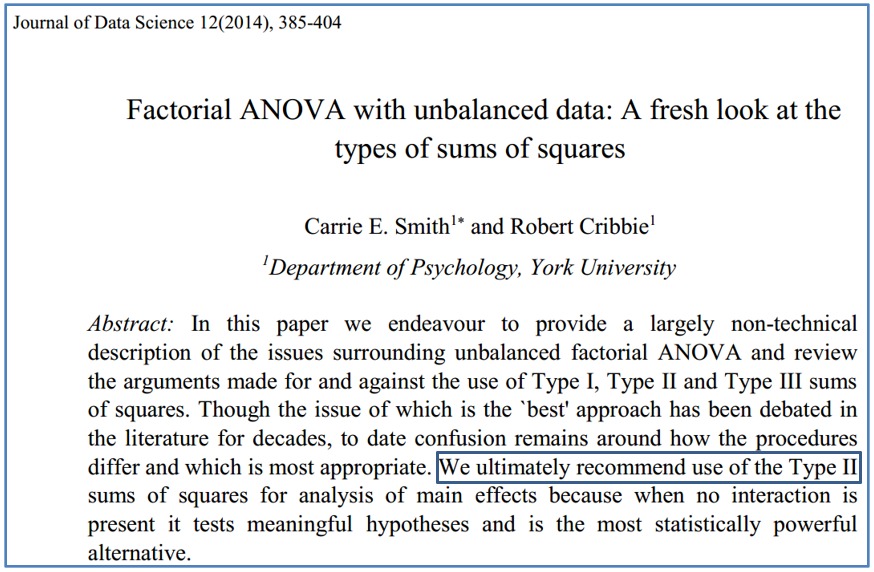 Journal of Data Science 12(2014), 385-404
Factorial ANOVA with unbalanced data: A fresh look at the
types of sums of squares
Carrie E. Smith¹* and Robert Cribbie¹
¹Department of Psychology, York University
Abstract: In this paper we endeavour to provide a largely non-technical
description of the issues surrounding unbalanced factorial ANOVA and review
the arguments made for and against the use of Type I, Type II and Type III sums
of squares. Though the issue of which is the `best' approach has been debated in
the literature for decades, to date confusion remains around how the procedures
differ and which is most appropriate. We ultimately recommend use of the Type II
sums of squares for analysis of main effects because when no interaction is
present it tests meaningful hypotheses and is the most statistically powerful
alternative.